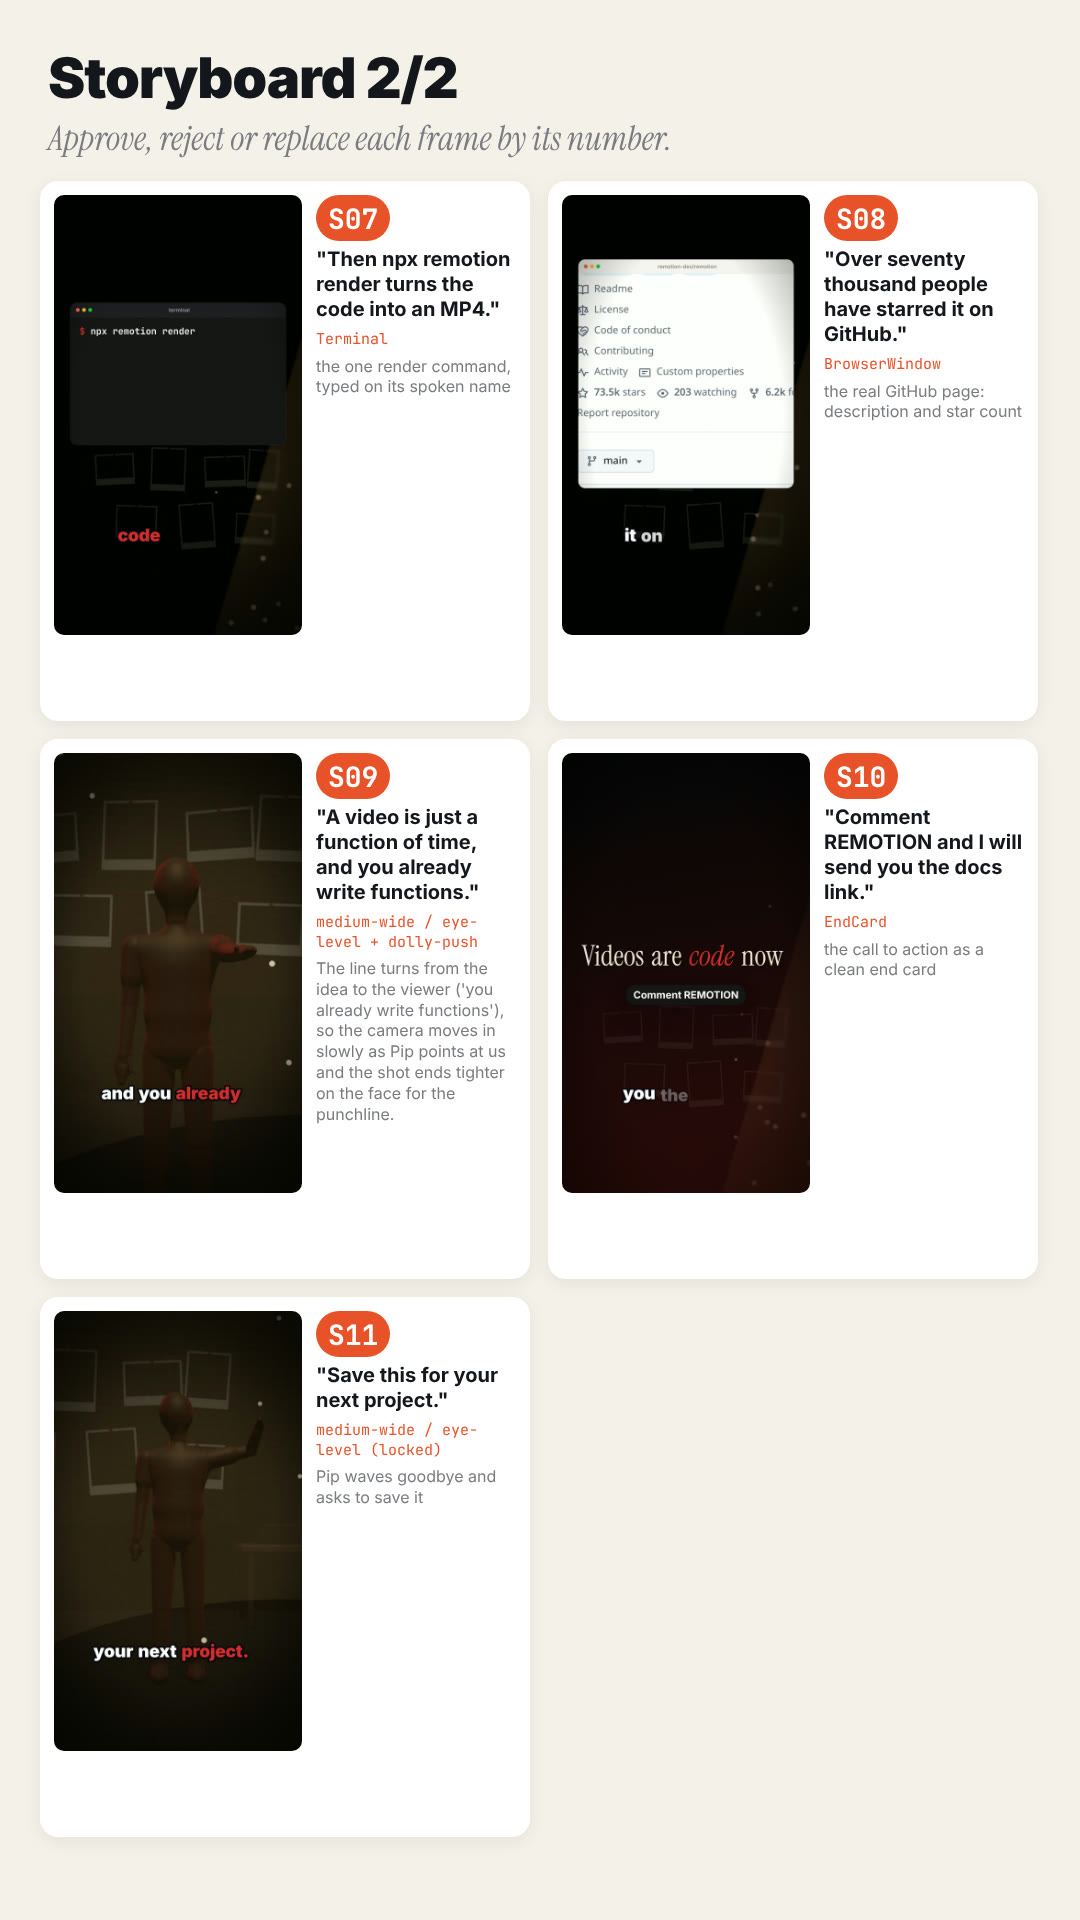 Storyboard 2/2
Approve, reject or replace each frame by its number.
terminal
$ npx remotion render
code
S07
"Then npx remotion
render turns the
code into an MP4."
Terminal
the one render command,
typed on its spoken name
remotion-dev/remotion
Readme
License
Code of conduct
Contributing
Activity Custom properties
73.5k stars 203 watching 6.2k fo
Report repository
main
it on
S08
"Over seventy
thousand people
have starred it on
GitHub."
BrowserWindow
the real GitHub page:
description and star count
and you already
S09
"A video is just a
function of time,
and you already
write functions."
medium-wide / eye-
level + dolly-push
The line turns from the
idea to the viewer ('you
already write functions'),
so the camera moves in
slowly as Pip points at us
and the shot ends tighter
on the face for the
punchline.
Videos are code now
Comment REMOTION
you the
S10
"Comment
REMOTION and I will
send you the docs
link."
EndCard
the call to action as a
clean end card
your next project.
S11
"Save this for your
next project."
medium-wide / eye-
level (locked)
Pip waves goodbye and
asks to save it